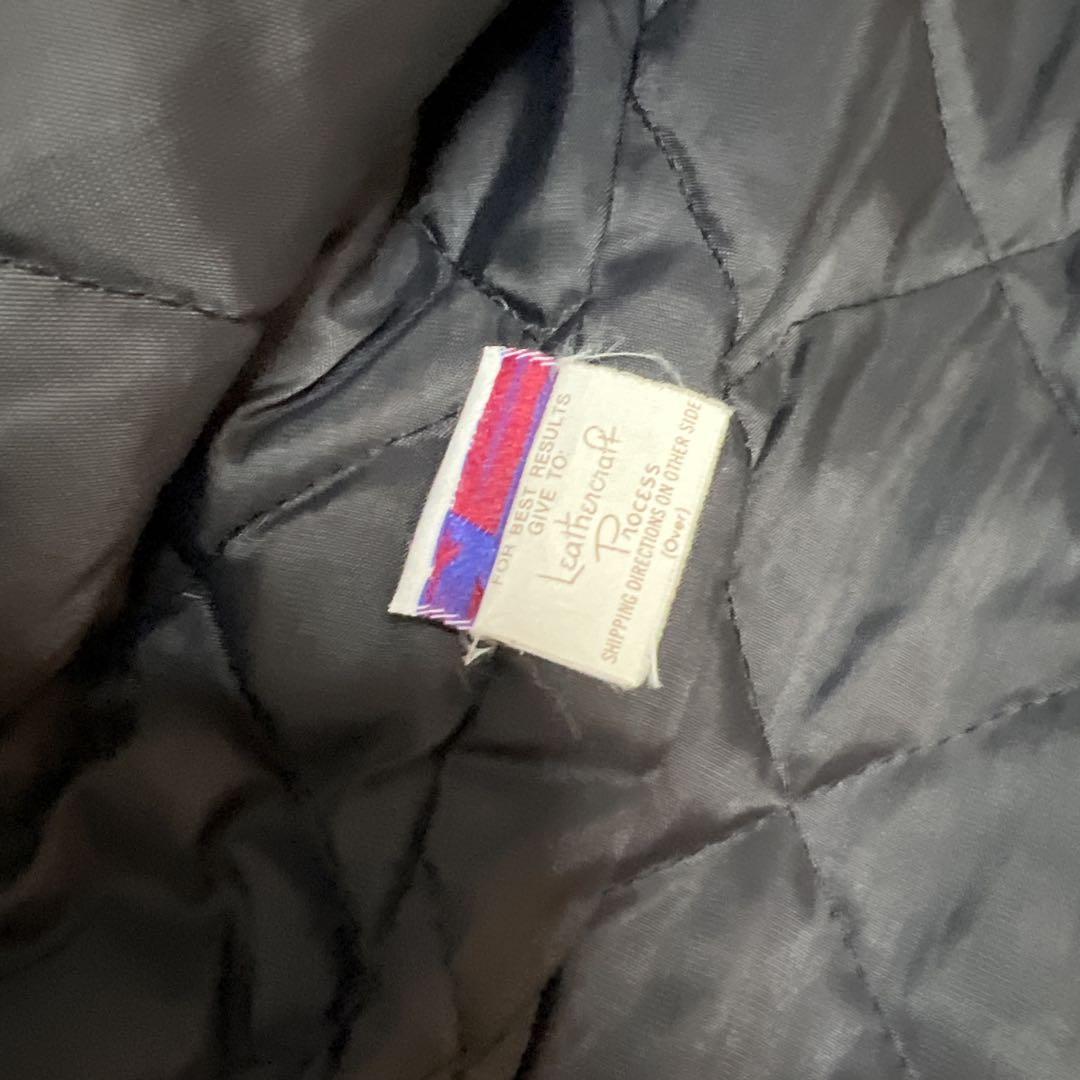 FOR BEST RESULTS
GIVE TO:
Leathercraft
Process
SHIPPING DIRECTIONS ON OTHER SIDE
(Over)